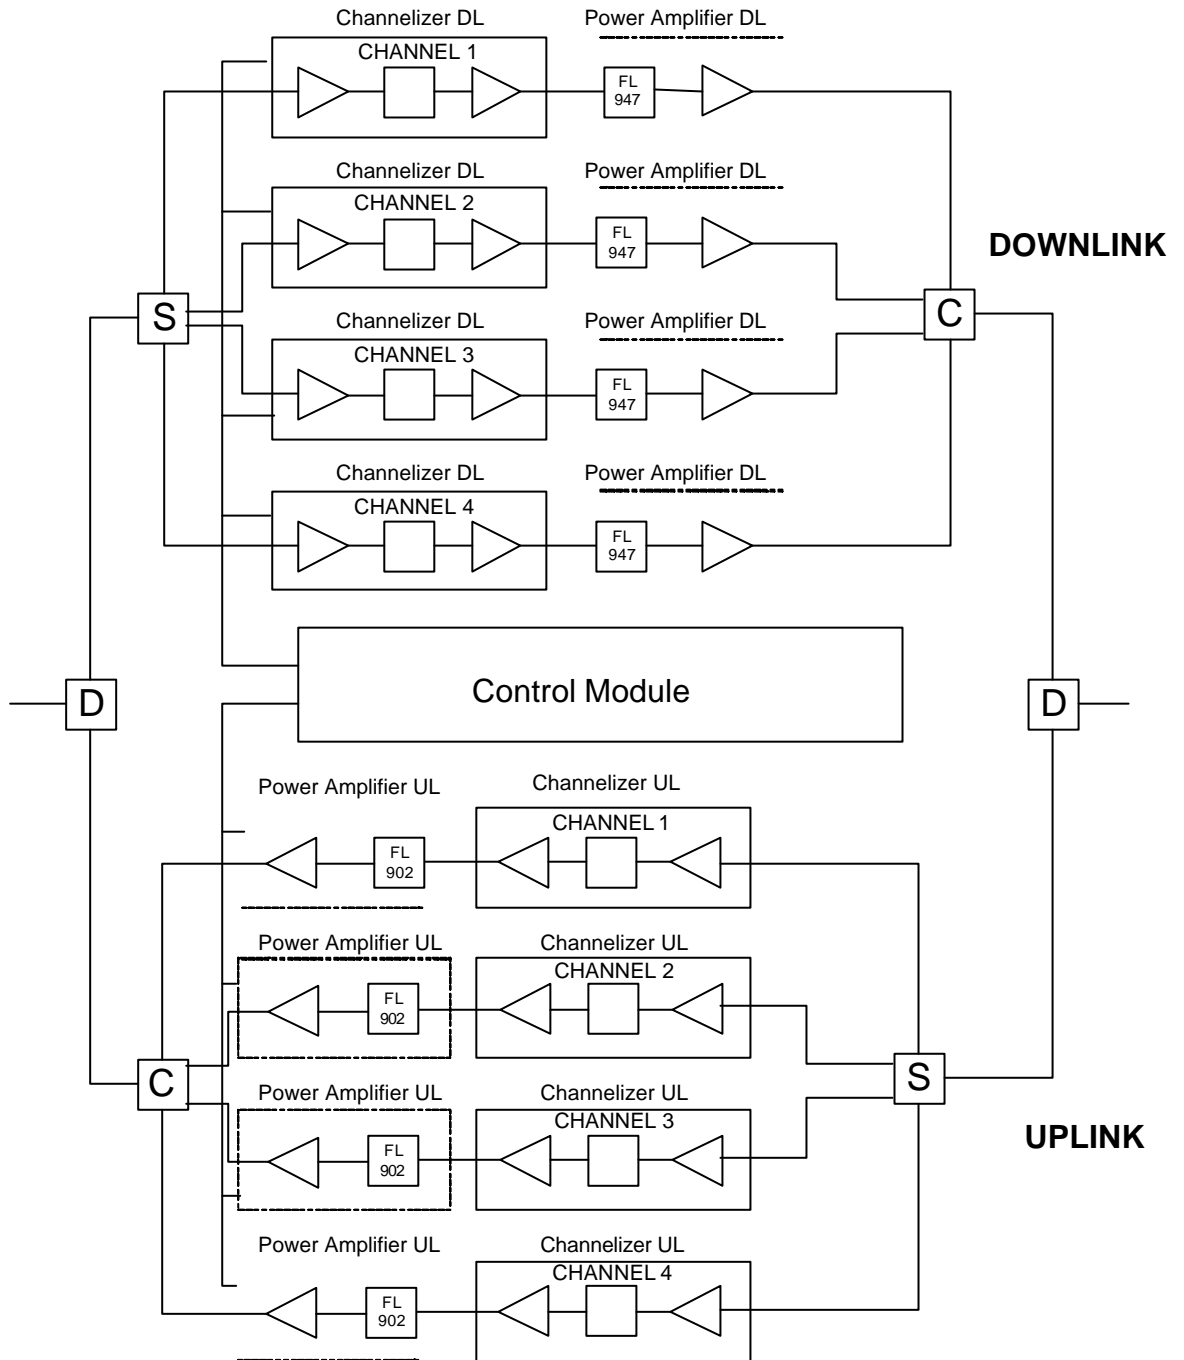 Channelizer DL
Power Amplifier DL
CHANNEL 1
FL
947
Channelizer DL
Power Amplifier DL
CHANNEL 2
FL
947
DOWNLINK
S
C
Channelizer DL
Power Amplifier DL
CHANNEL 3
FL
947
Channelizer DL
Power Amplifier DL
CHANNEL 4
FL
947
D
Control Module
D
Power Amplifier UL
Channelizer UL
CHANNEL 1
FL
902
Power Amplifier UL
Channelizer UL
CHANNEL 2
FL
902
C
S
Power Amplifier UL
Channelizer UL
CHANNEL 3
FL
902
UPLINK
Power Amplifier UL
Channelizer UL
CHANNEL 4
FL
902